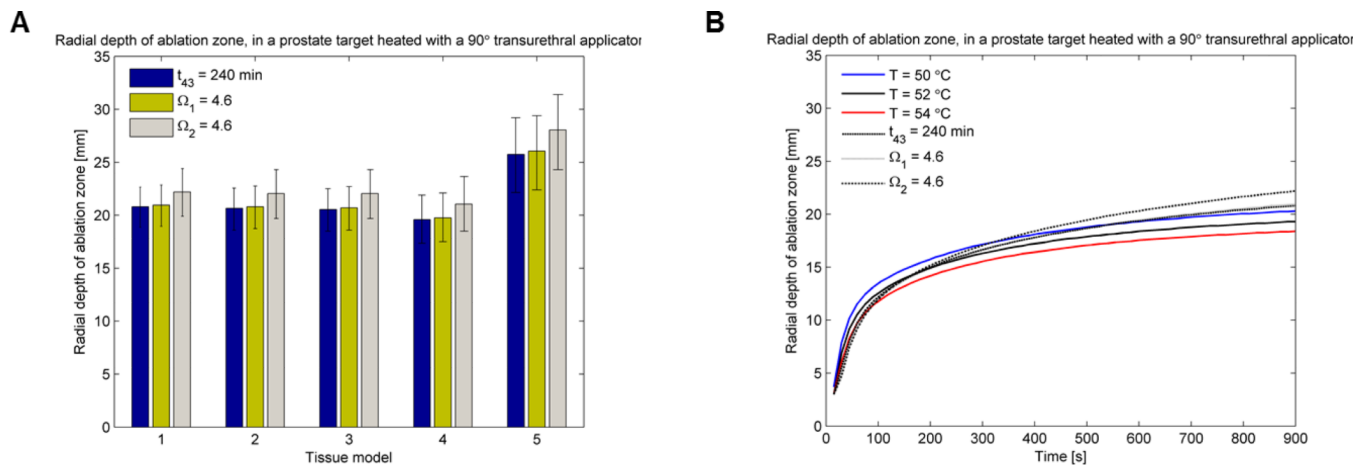 A
Radial depth of ablation zone, in a prostate target heated with a 90° transurethral applicator
35
30
25
20
15
10
5
0
Radial depth of ablation zone [mm]
t43 = 240 min
Ω1 = 4.6
Ω2 = 4.6
1 2 3 4 5
Tissue model
B
Radial depth of ablation zone, in a prostate target heated with a 90° transurethral applicator
35
30
25
20
15
10
5
0
Radial depth of ablation zone [mm]
T = 50 °C
T = 52 °C
T = 54 °C
t43 = 240 min
Ω1 = 4.6
Ω2 = 4.6
0 100 200 300 400 500 600 700 800 900
Time [s]